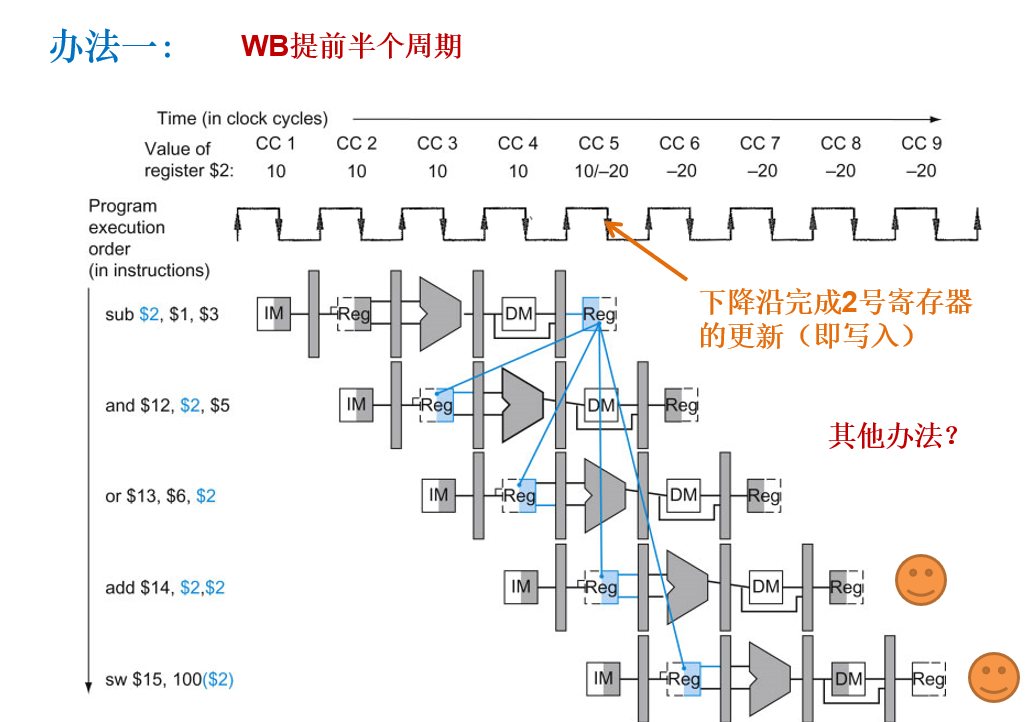 办法一：
WB提前半个周期
Time (in clock cycles)
Value of register $2:
CC 1 CC 2 CC 3 CC 4 CC 5 CC 6 CC 7 CC 8 CC 9
10 10 10 10 10/–20 –20 –20 –20 –20
Program
execution
order
(in instructions)
下降沿完成2号寄存器
的更新（即写入）
sub $2, $1, $3
IM Reg DM Reg
and $12, $2, $5
IM Reg DM Reg
其他办法？
or $13, $6, $2
IM Reg DM Reg
add $14, $2,$2
IM Reg DM Reg
sw $15, 100($2)
IM Reg DM Reg